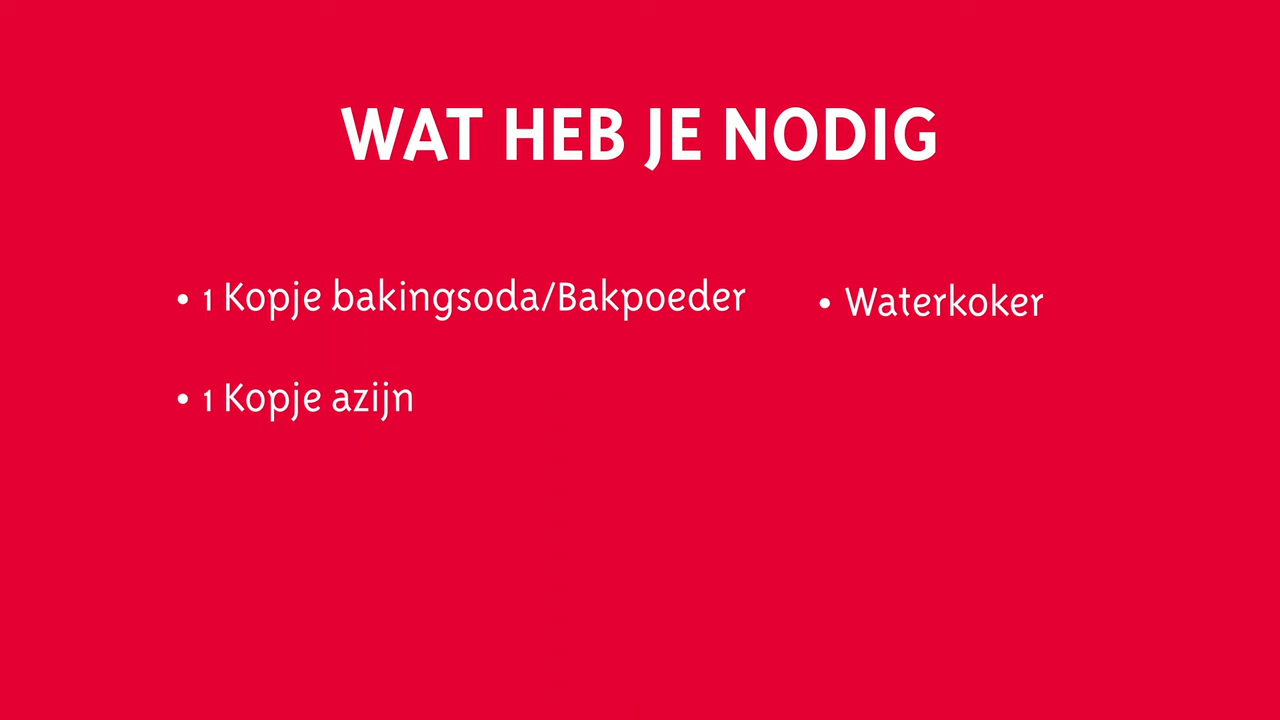 WAT HEB JE NODIG
• 1 Kopje bakingsoda/Bakpoeder
• 1 Kopje azijn
• Waterkoker